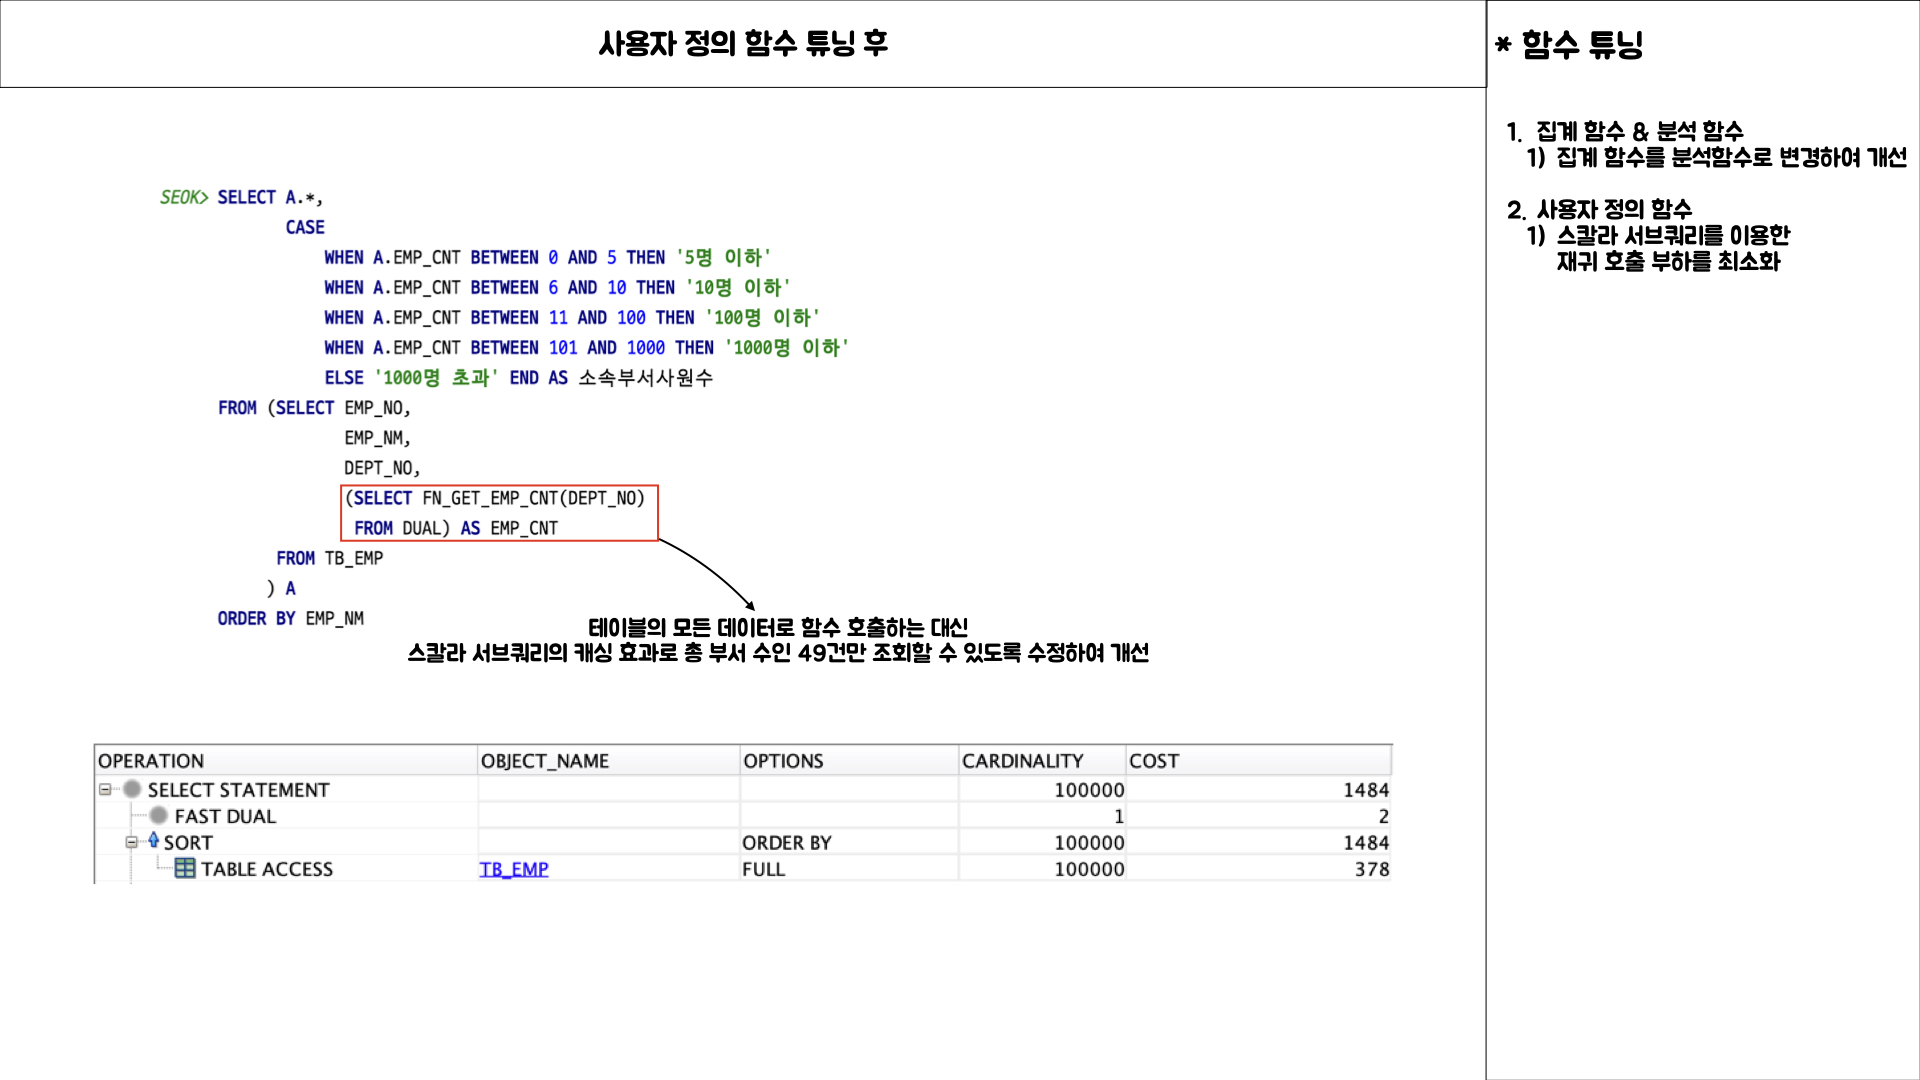 사용자 정의 함수 튜닝 후
SEOK> SELECT A.*,
CASE
WHEN A.EMP_CNT BETWEEN 0 AND 5 THEN '5명 이하'
WHEN A.EMP_CNT BETWEEN 6 AND 10 THEN '10명 이하'
WHEN A.EMP_CNT BETWEEN 11 AND 100 THEN '100명 이하'
WHEN A.EMP_CNT BETWEEN 101 AND 1000 THEN '1000명 이하'
ELSE '1000명 초과' END AS 소속부서사원수
FROM (SELECT EMP_NO,
EMP_NM,
DEPT_NO,
(SELECT FN_GET_EMP_CNT(DEPT_NO)
FROM DUAL) AS EMP_CNT
FROM TB_EMP
) A
ORDER BY EMP_NM
테이블의 모든 데이터로 함수 호출하는 대신
스칼라 서브쿼리의 캐싱 효과로 총 부서 수인 49건만 조회할 수 있도록 수정하여 개선
OPERATION OBJECT_NAME OPTIONS CARDINALITY COST
SELECT STATEMENT 100000 1484
FAST DUAL 1 2
SORT ORDER BY 100000 1484
TABLE ACCESS TB_EMP FULL 100000 378
* 함수 튜닝
1. 집계 함수 & 분석 함수
1) 집계 함수를 분석함수로 변경하여 개선
2. 사용자 정의 함수
1) 스칼라 서브쿼리를 이용한
재귀 호출 부하를 최소화